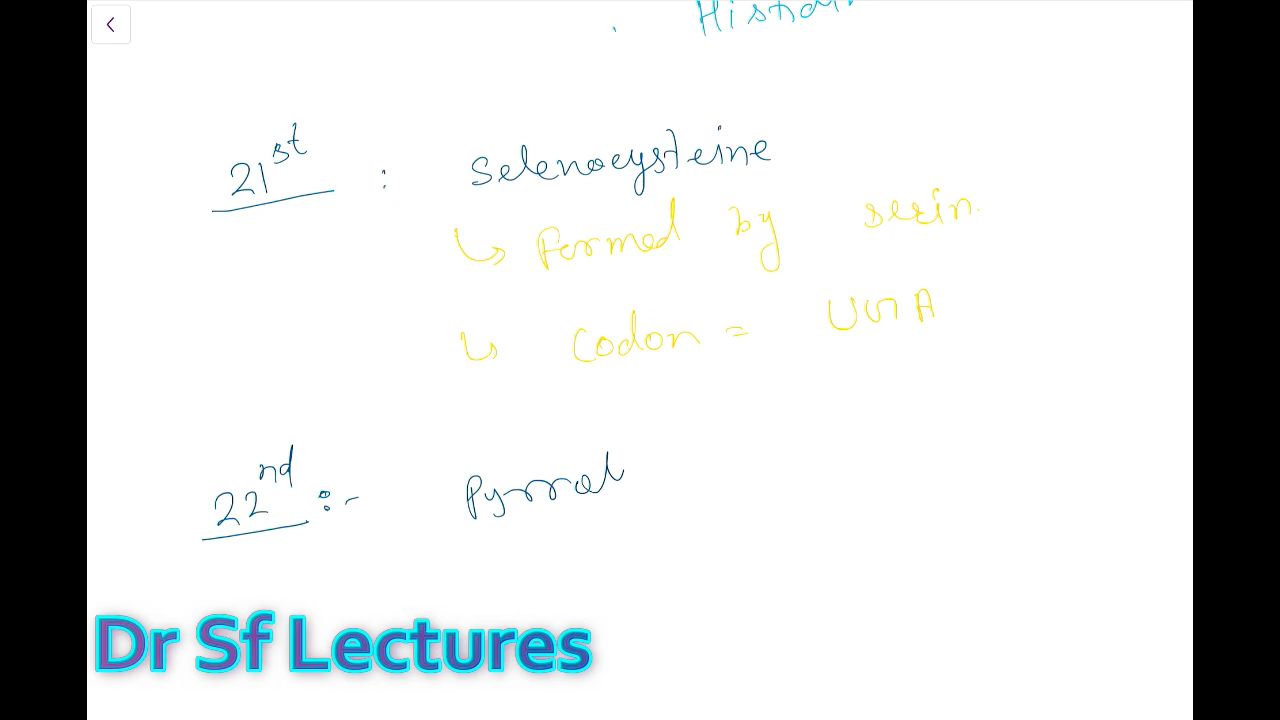 21st : Selenocysteine
↳ Formed by serin
↳ Codon = UGA
22nd :- Pyrrol
Dr Sf Lectures